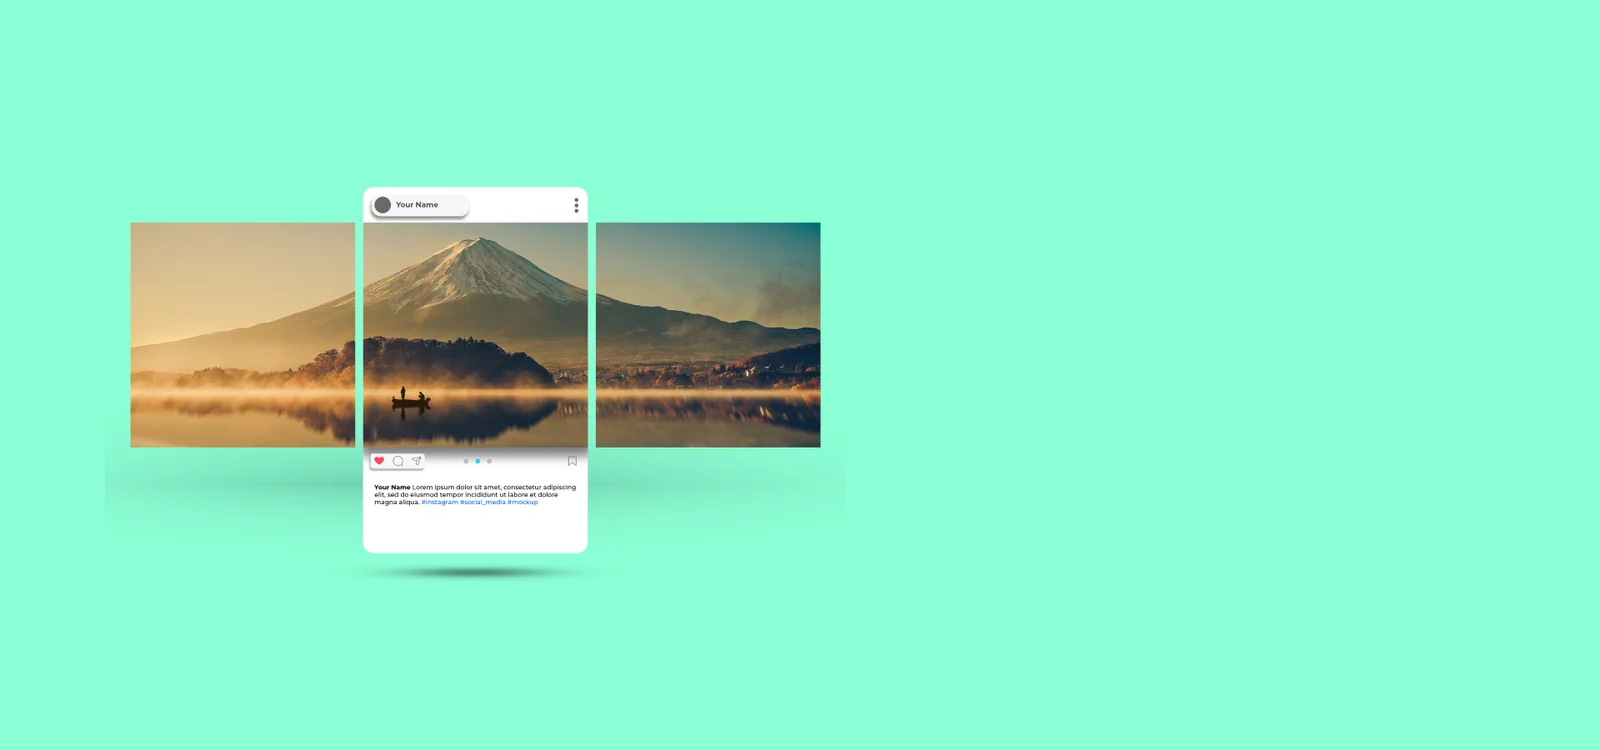 Your Name
Your Name Lorem ipsum dolor sit amet, consectetur adipiscing
elit, sed do eiusmod tempor incididunt ut labore et dolore
magna aliqua. #instagram #social_media #mockup